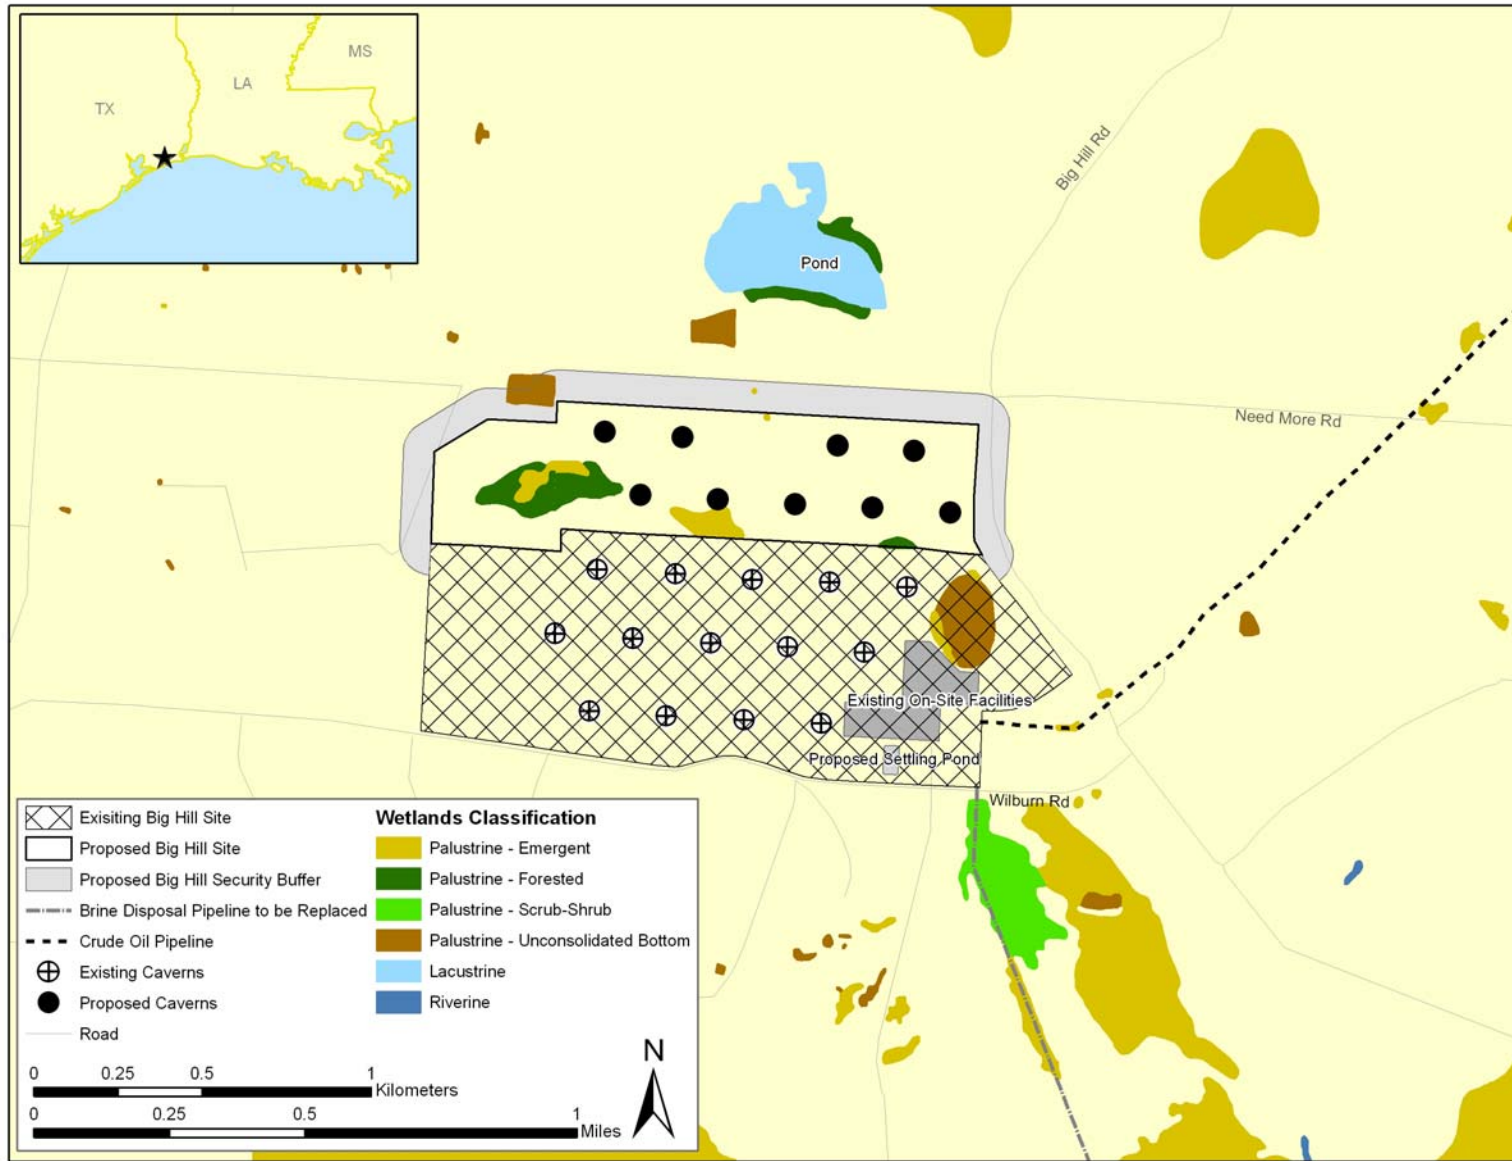 TX
LA
MS
Big Hill Rd
Pond
Need More Rd
Existing On-Site Facilities
Proposed Settling Pond
Wilburn Rd
Exisiting Big Hill Site
Proposed Big Hill Site
Proposed Big Hill Security Buffer
Brine Disposal Pipeline to be Replaced
Crude Oil Pipeline
Existing Caverns
Proposed Caverns
Road
Wetlands Classification
Palustrine - Emergent
Palustrine - Forested
Palustrine - Scrub-Shrub
Palustrine - Unconsolidated Bottom
Lacustrine
Riverine
N
0 0.25 0.5 1
Kilometers
0 0.25 0.5 1
Miles